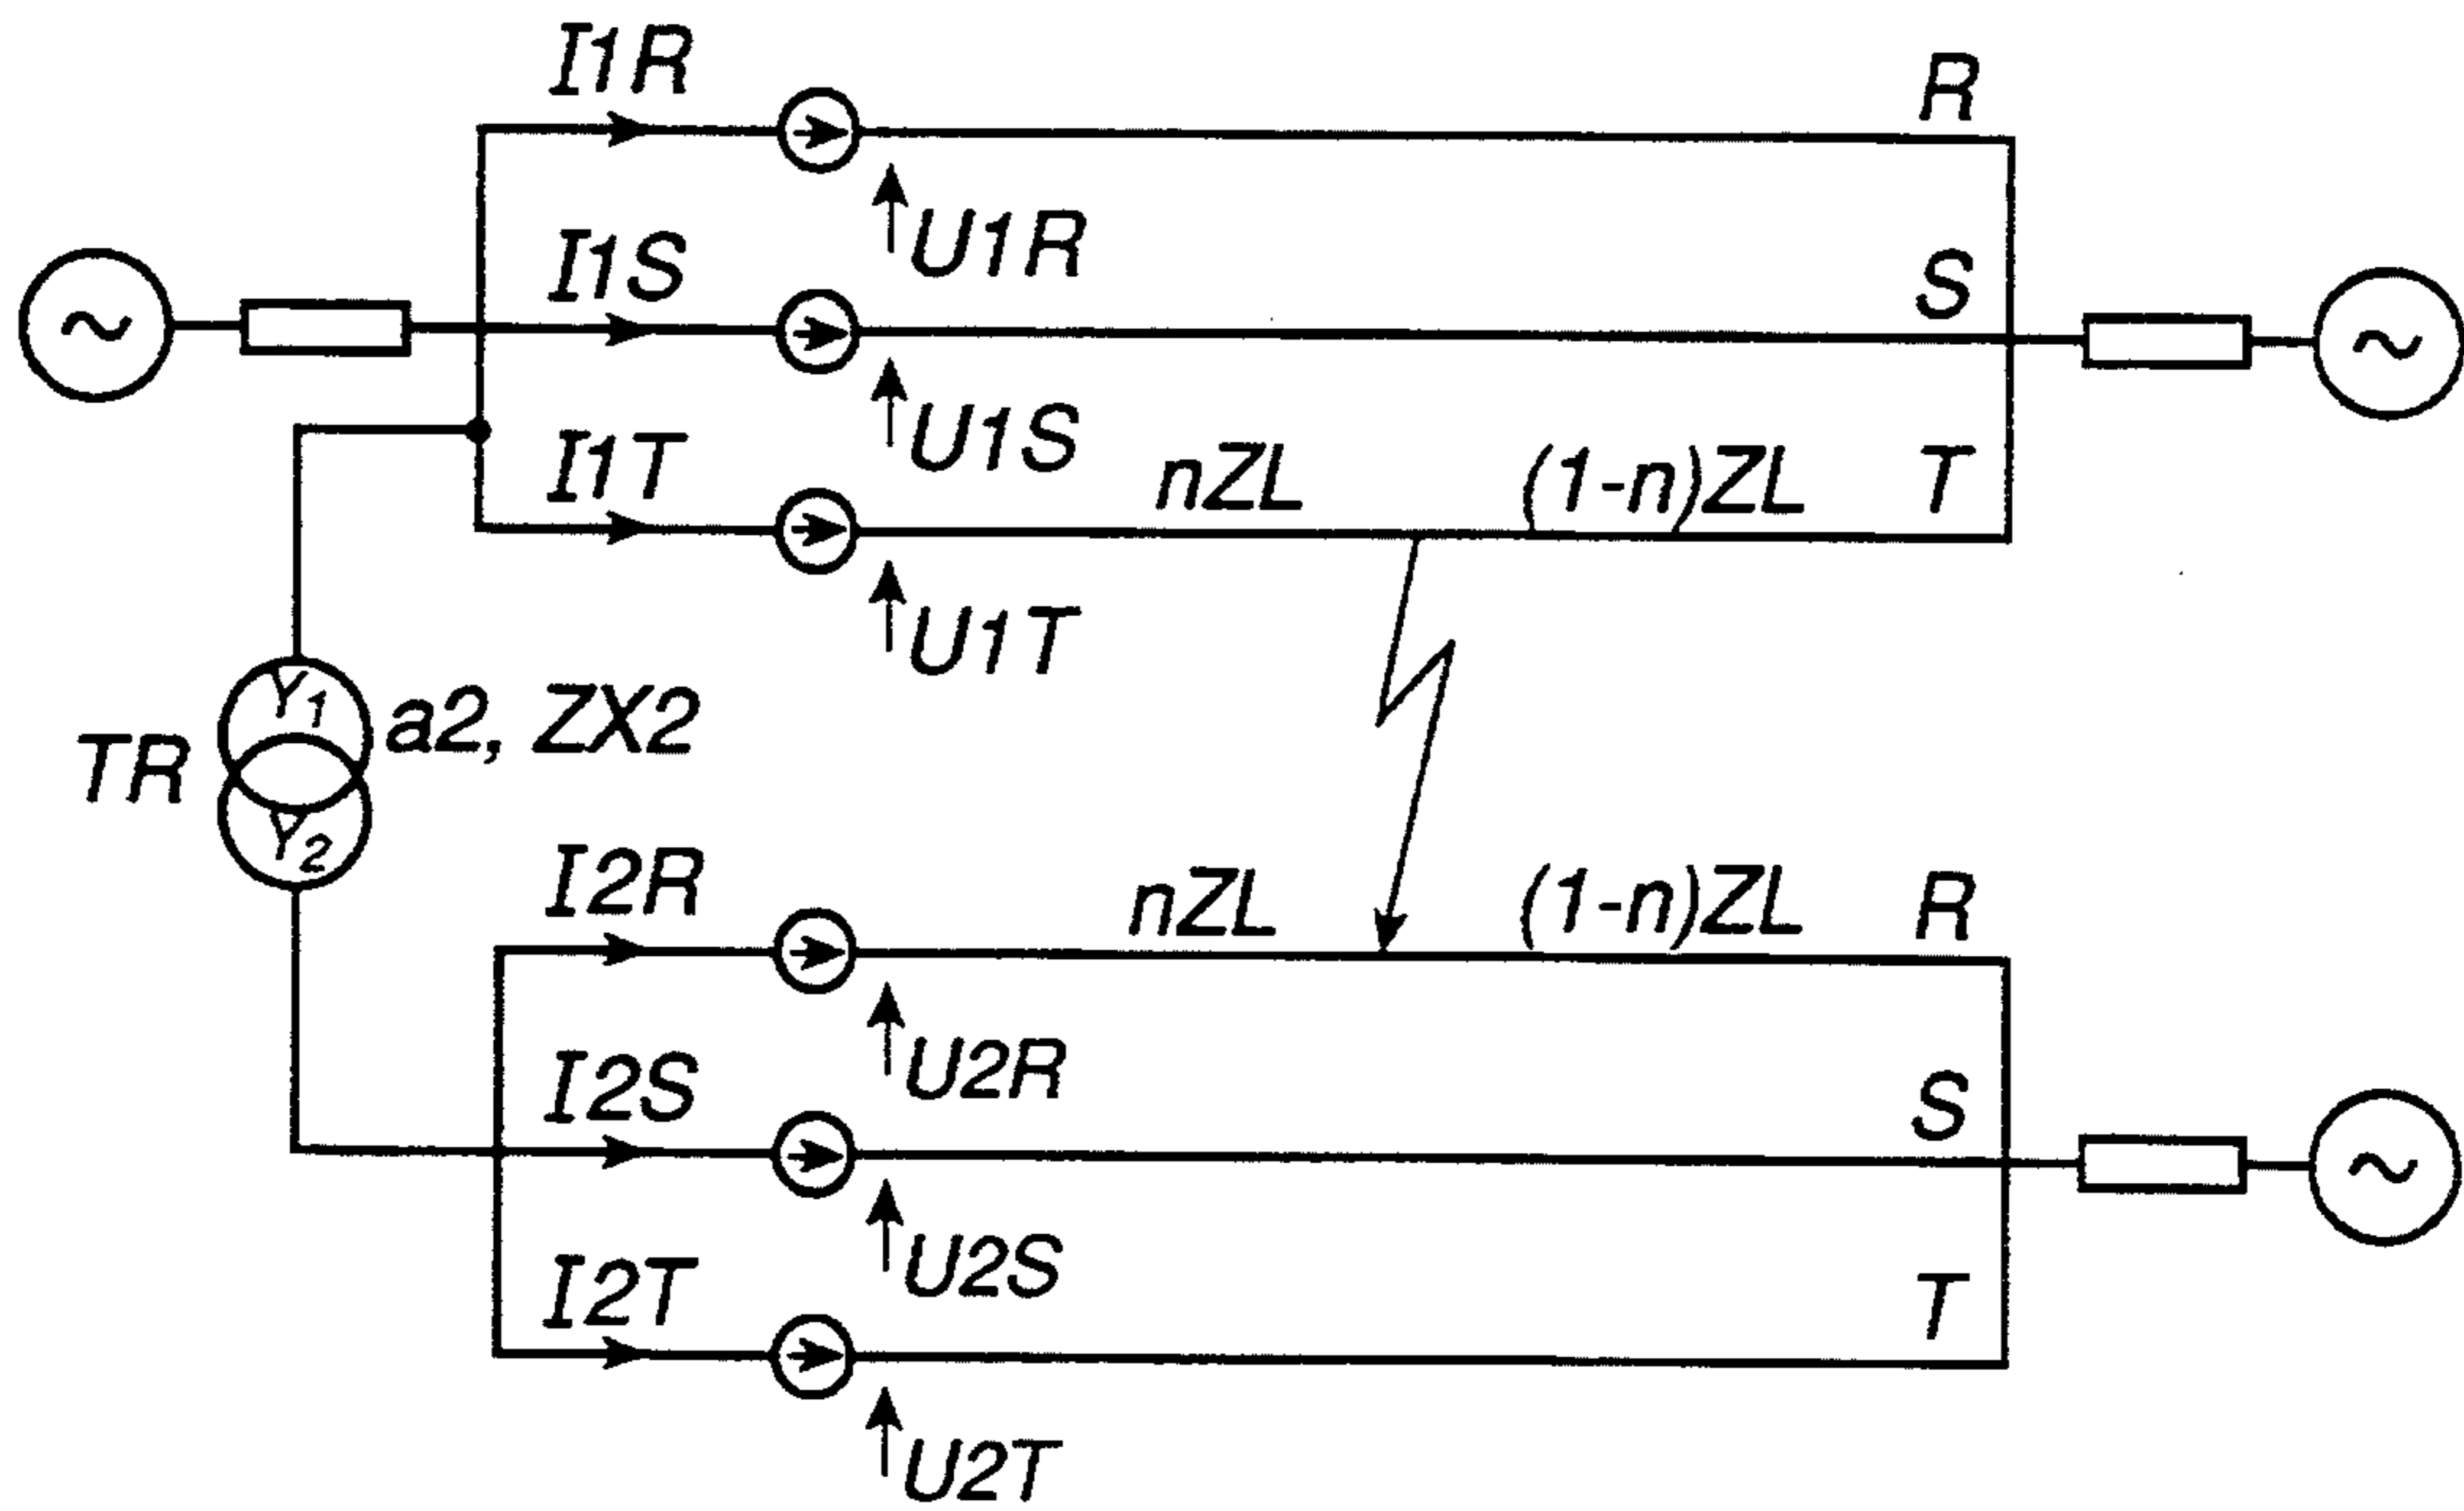 I1R
R
U1R
I1S
S
U1S
I1T
nZL
(1-n)ZL
T
U1T
Y1
a2, ZX2
TR
Y2
I2R
nZL
(1-n)ZL
R
U2R
I2S
S
U2S
I2T
T
U2T